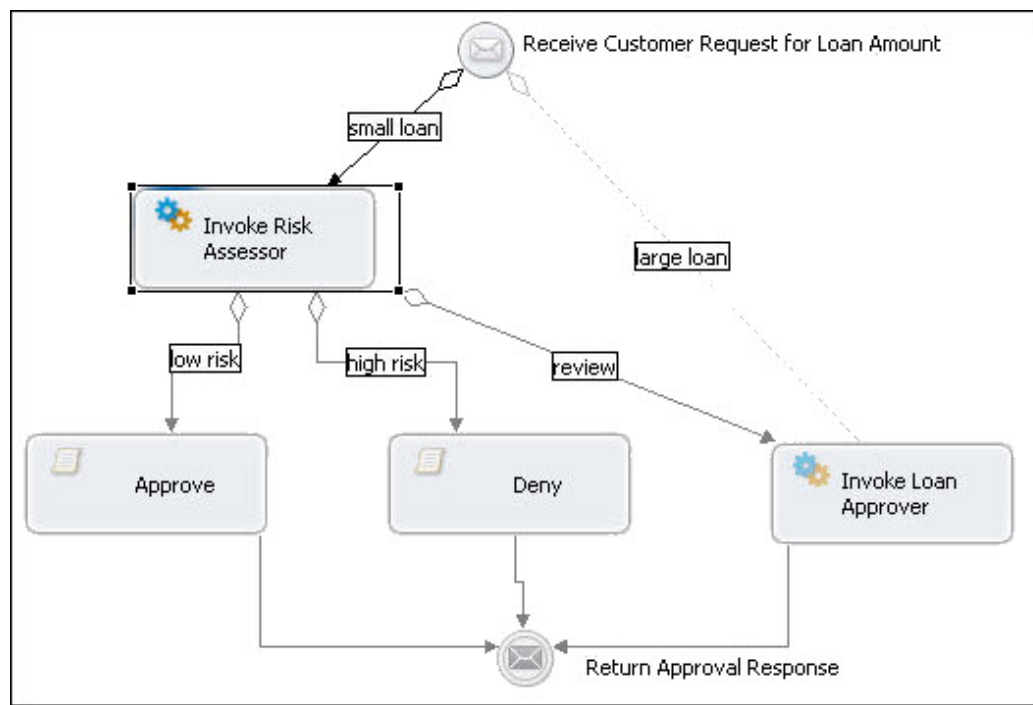 Receive Customer Request for Loan Amount
small loan
Invoke Risk
Assessor
large loan
low risk
high risk
review
Approve
Deny
Invoke Loan
Approver
Return Approval Response